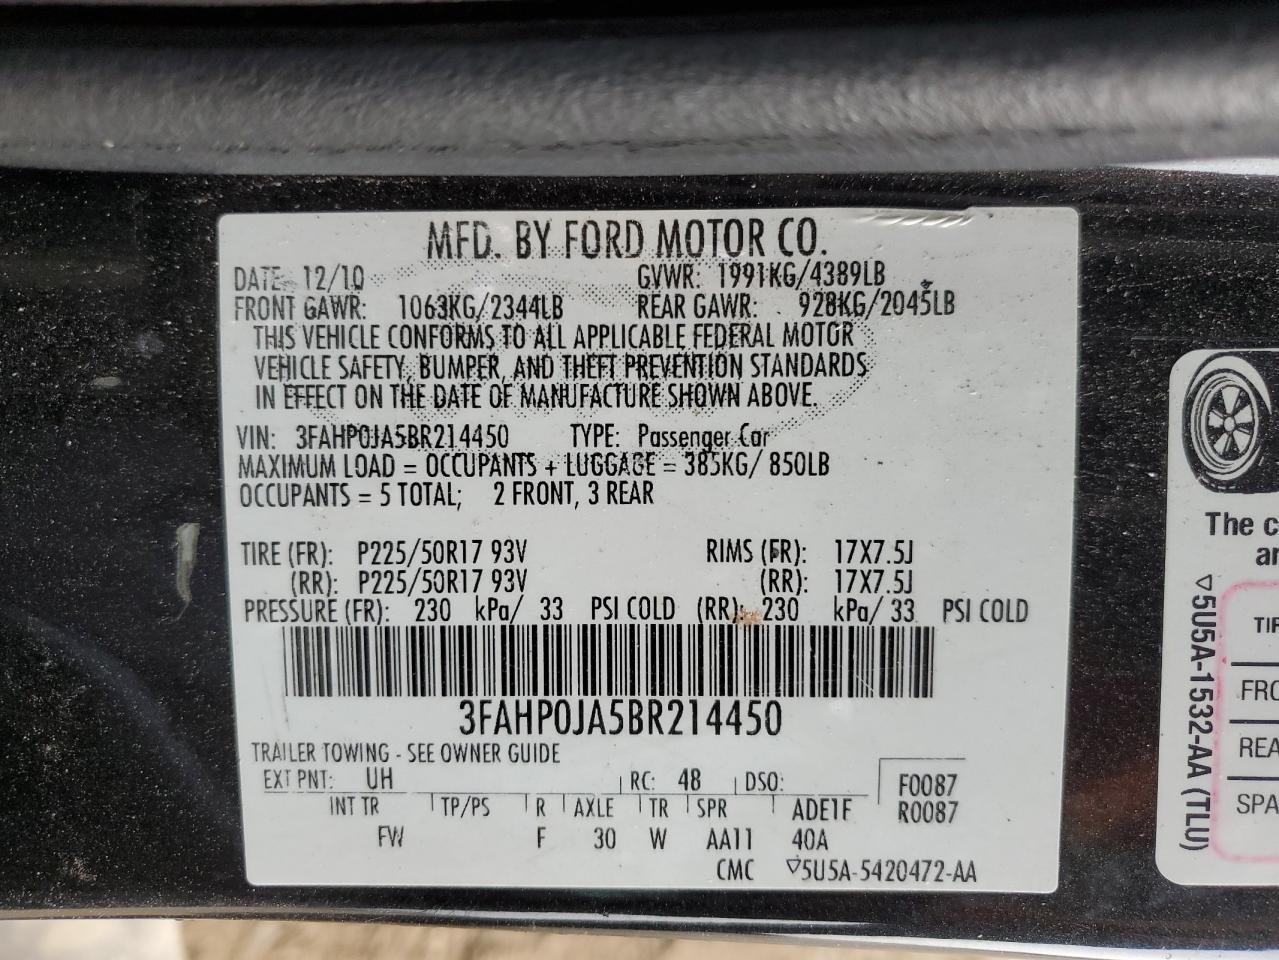 MFD. BY FORD MOTOR CO.
DATE: 12/10 GVWR: 1991KG/4389LB
FRONT GAWR: 1063KG/2344LB REAR GAWR: 928KG/2045LB
THIS VEHICLE CONFORMS TO ALL APPLICABLE FEDERAL MOTOR
VEHICLE SAFETY, BUMPER, AND THEFT PREVENTION STANDARDS
IN EFFECT ON THE DATE OF MANUFACTURE SHOWN ABOVE.
VIN: 3FAHP0JA5BR214450 TYPE: Passenger Car
MAXIMUM LOAD = OCCUPANTS + LUGGAGE = 385KG/ 850LB
OCCUPANTS = 5 TOTAL; 2 FRONT, 3 REAR
TIRE (FR): P225/50R17 93V RIMS (FR): 17X7.5J
(RR): P225/50R17 93V (RR): 17X7.5J
PRESSURE (FR): 230 kPa/ 33 PSI COLD (RR): 230 kPa/ 33 PSI COLD
3FAHP0JA5BR214450
TRAILER TOWING - SEE OWNER GUIDE
EXT PNT: UH RC: 48 DSO: F0087
INT TR TP/PS R AXLE TR SPR ADE1F R0087
FW F 30 W AA11 40A
CMC ▽5U5A-5420472-AA
The c
an
▽5U5A-1532-AA (TLU)
TIR
FRO
REA
SPA